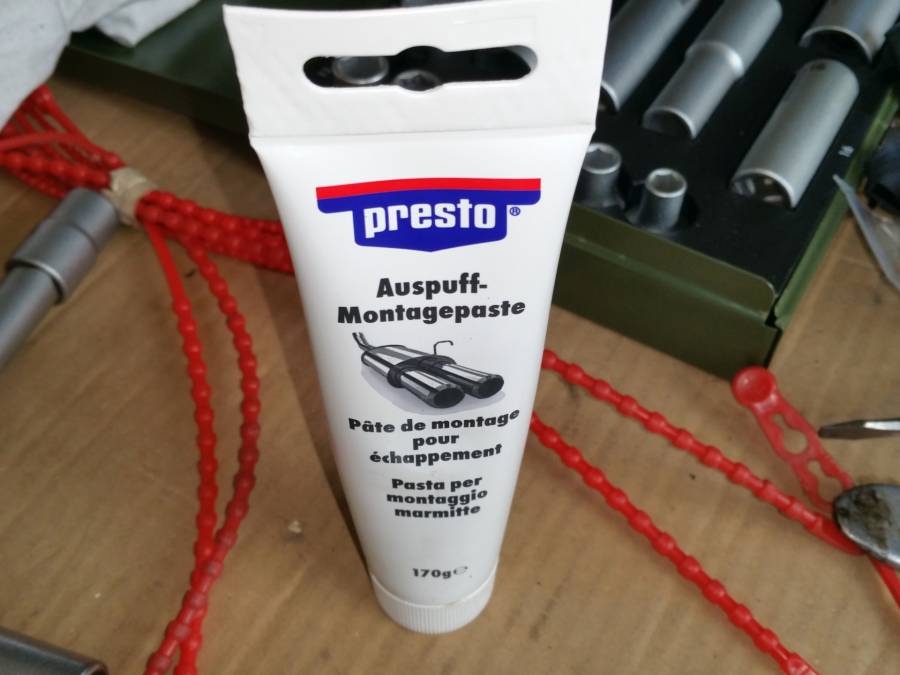 presto®
Auspuff-
Montagepaste
Pâte de montage
pour
échappement
Pasta per
montaggio
marmitte
170g℮